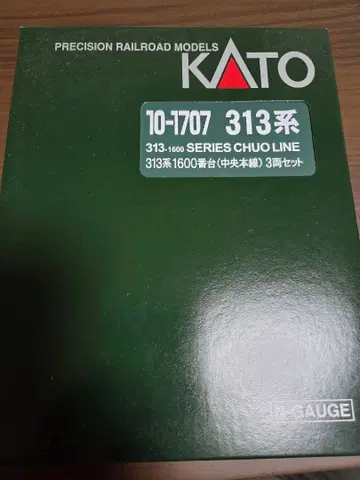 PRECISION RAILROAD MODELS
KATO
10-1707 313系
313-1600 SERIES CHUO LINE
313系1600番台(中央本線)3両セット
N-GAUGE